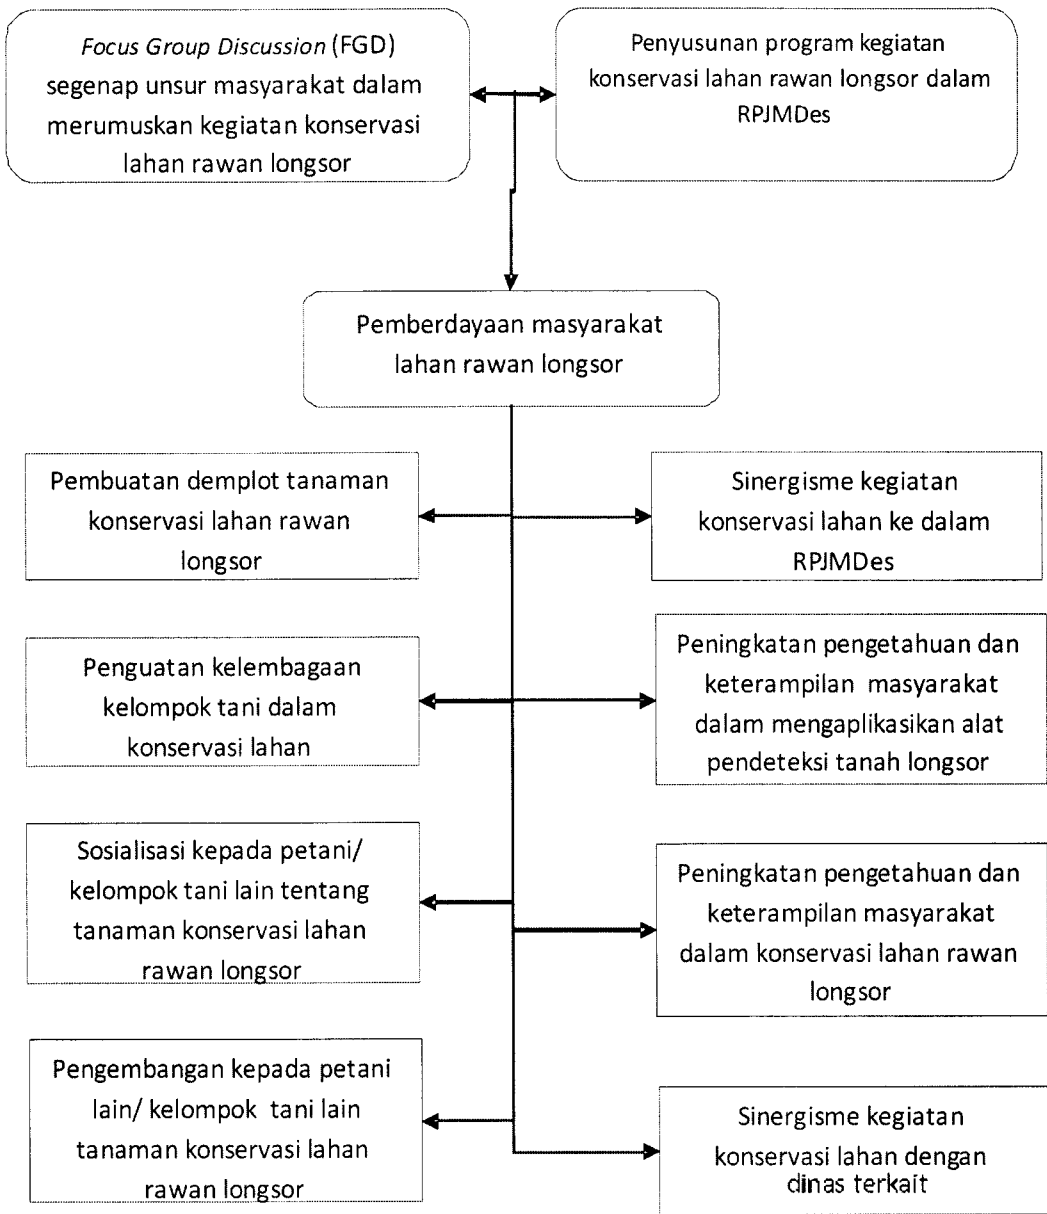 Focus Group Discussion (FGD)
segenap unsur masyarakat dalam
merumuskan kegiatan konservasi
lahan rawan longsor
Penyusunan program kegiatan
konservasi lahan rawan longsor dalam
RPJMDes
Pemberdayaan masyarakat
lahan rawan longsor
Pembuatan demplot tanaman
konservasi lahan rawan
longsor
Sinergisme kegiatan
konservasi lahan ke dalam
RPJMDes
Penguatan kelembagaan
kelompok tani dalam
konservasi lahan
Peningkatan pengetahuan dan
keterampilan masyarakat
dalam mengaplikasikan alat
pendeteksi tanah longsor
Sosialisasi kepada petani/
kelompok tani lain tentang
tanaman konservasi lahan
rawan longsor
Peningkatan pengetahuan dan
keterampilan masyarakat
dalam konservasi lahan rawan
longsor
Pengembangan kepada petani
lain/ kelompok tani lain
tanaman konservasi lahan
rawan longsor
Sinergisme kegiatan
konservasi lahan dengan
dinas terkait